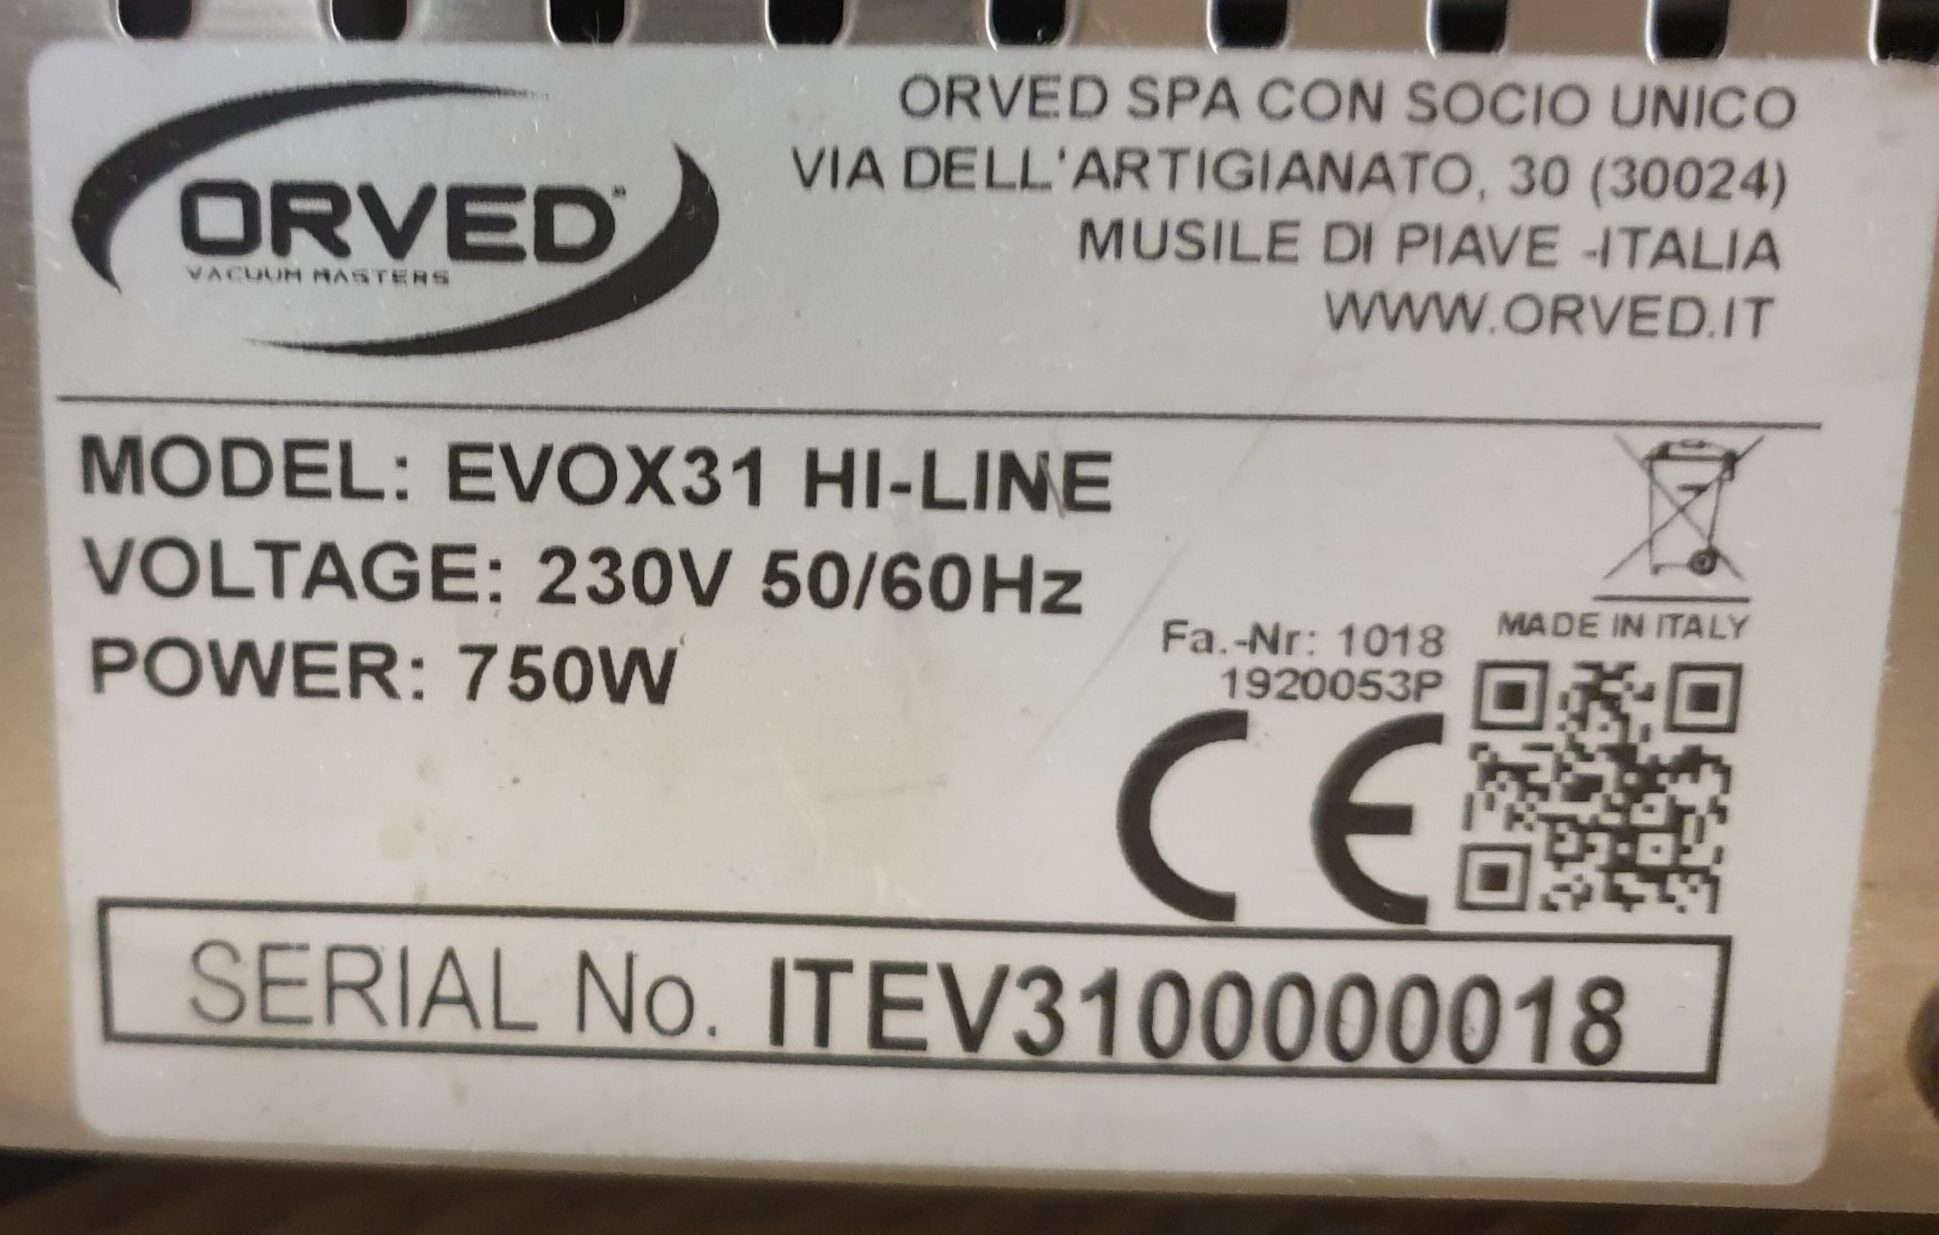 ORVED
VACUUM MASTERS
ORVED SPA CON SOCIO UNICO
VIA DELL'ARTIGIANATO, 30 (30024)
MUSILE DI PIAVE -ITALIA
WWW.ORVED.IT
MODEL: EVOX31 HI-LINE
VOLTAGE: 230V 50/60Hz
POWER: 750W
MADE IN ITALY
Fa.-Nr: 1018
1920053P
CE
SERIAL No. ITEV3100000018